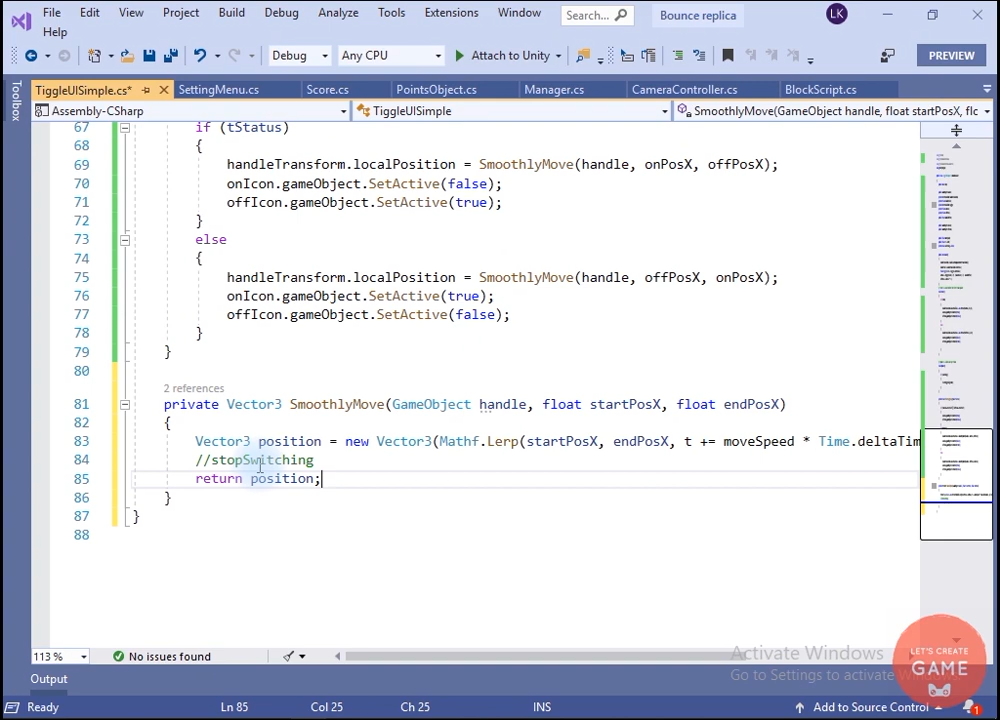 File Edit View Project Build Debug Analyze Tools Extensions Window Search... Bounce replica LK
Help
Debug Any CPU Attach to Unity PREVIEW
Toolbox
TiggleUISimple.cs* SettingMenu.cs Score.cs PointsObject.cs Manager.cs CameraController.cs BlockScript.cs
Assembly-CSharp TiggleUISimple SmoothlyMove(GameObject handle, float startPosX, flc
67 if (tStatus)
68 {
69 handleTransform.localPosition = SmoothlyMove(handle, onPosX, offPosX);
70 onIcon.gameObject.SetActive(false);
71 offIcon.gameObject.SetActive(true);
72 }
73 else
74 {
75 handleTransform.localPosition = SmoothlyMove(handle, offPosX, onPosX);
76 onIcon.gameObject.SetActive(true);
77 offIcon.gameObject.SetActive(false);
78 }
79 }
80
2 references
81 private Vector3 SmoothlyMove(GameObject handle, float startPosX, float endPosX)
82 {
83 Vector3 position = new Vector3(Mathf.Lerp(startPosX, endPosX, t += moveSpeed * Time.deltaTim
84 //stopSwitching
85 return position;
86 }
87 }
88
113 % No issues found
Activate Windows
Go to Settings to activate Windows.
LET'S CREATE
GAME
Output
Ready Ln 85 Col 25 Ch 25 INS Add to Source Control 1